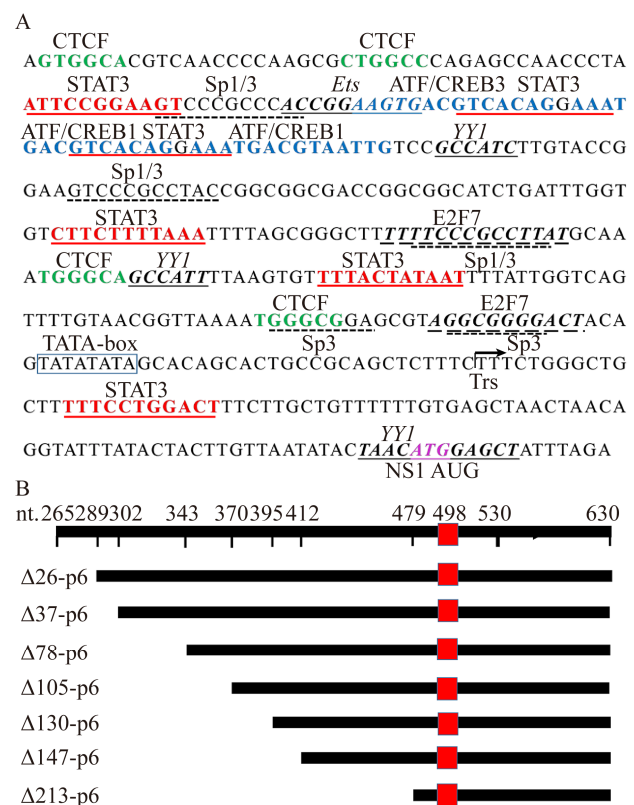 A
CTCF CTCF
AGTGGCACGTCAACCCCAAGCGCTGGCCCAGAGCCAACCCTA
STAT3 Sp1/3 Ets ATF/CREB3 STAT3
ATTCCGGAAGTCCCGCCCACCGGAAGTGACGTCACAGGAAAT
ATF/CREB1 STAT3 ATF/CREB1 YY1
GACGTCACAGGAAATGACGTAATTGTCCGCCATCTTGTACCG
Sp1/3
GAAGTCCCGCCTACCGGCGGCGACCGGCGGCATCTGATTTGGT
STAT3 E2F7
GTCTTCTTTTAAATTTTAGCGGGCTTTTTTCCCGCCTTATGCAA
CTCF YY1 STAT3 Sp1/3
ATGGGCAGCCATTTTAAGTGTTTTACTATAATTTTATTGGTCAG
CTCF E2F7
TTTTGTAACGGTTAAAATGGGCGGAGCGTAGGCGGGGACTACA
TATA-box Sp3 Sp3
GTATATATAGCACAGCACTGCCGCAGCTCTTTCTTTCTGGGCTG
STAT3 Trs
CTTTTTCCTGGACTTTCTTGCTGTTTTTTGTGAGCTAACTAACA
YY1
GGTATTTATACTACTTGTTAATATACTAACATGGAGCTATTTAGA
NS1 AUG
B
nt.265289302 343 370395412 479 498 530 630
Δ26-p6
Δ37-p6
Δ78-p6
Δ105-p6
Δ130-p6
Δ147-p6
Δ213-p6